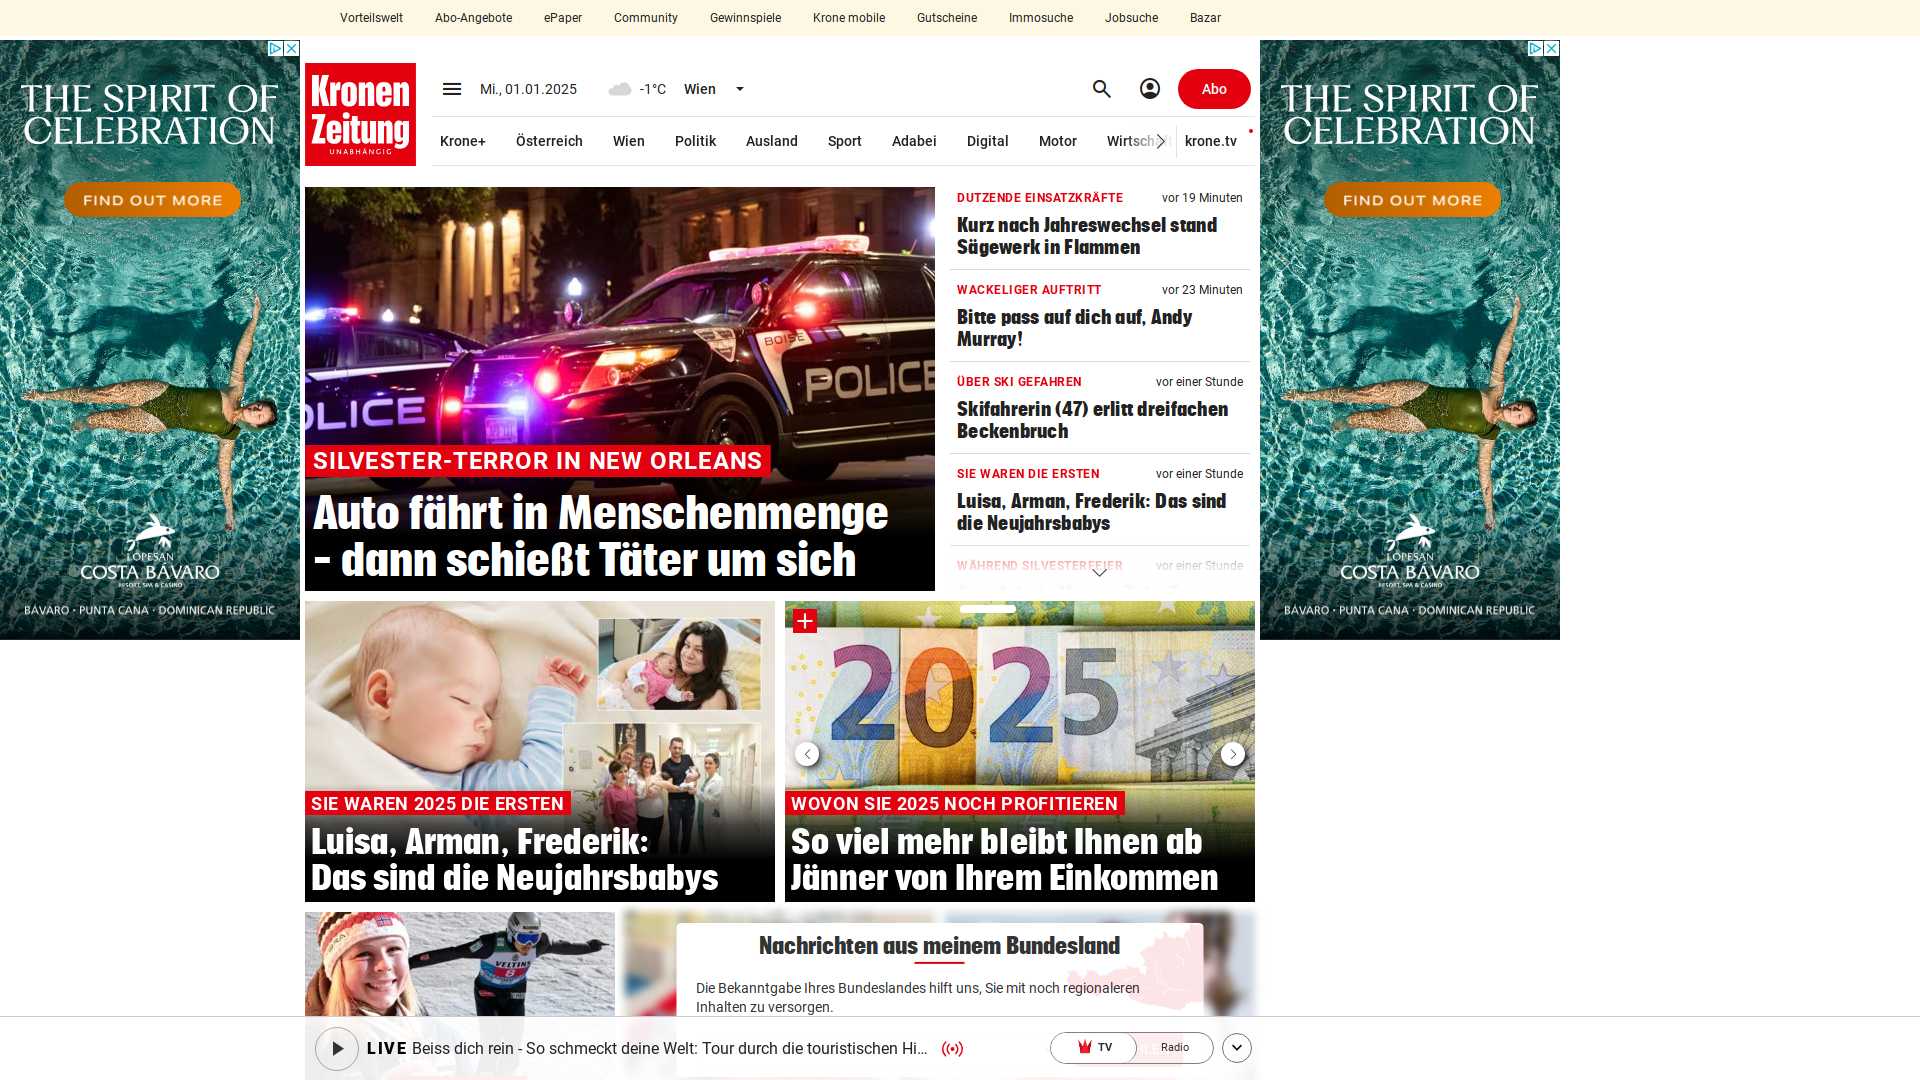 Vorteilswelt Abo-Angebote ePaper Community Gewinnspiele Krone mobile Gutscheine Immosuche Jobsuche Bazar
THE SPIRIT OF
CELEBRATION
FIND OUT MORE
LOPESAN
COSTA BÁVARO
RESORT, SPA & CASINO
BÁVARO • PUNTA CANA • DOMINICAN REPUBLIC
Kronen
Zeitung
UNABHÄNGIG
Mi., 01.01.2025 -1°C Wien
Abo
Krone+ Österreich Wien Politik Ausland Sport Adabei Digital Motor Wirtschaft krone.tv
BOISE
POLICE
POLICE
SILVESTER-TERROR IN NEW ORLEANS
Auto fährt in Menschenmenge
– dann schießt Täter um sich
DUTZENDE EINSATZKRÄFTE vor 19 Minuten
Kurz nach Jahreswechsel stand
Sägewerk in Flammen
WACKELIGER AUFTRITT vor 23 Minuten
Bitte pass auf dich auf, Andy
Murray!
ÜBER SKI GEFAHREN vor einer Stunde
Skifahrerin (47) erlitt dreifachen
Beckenbruch
SIE WAREN DIE ERSTEN vor einer Stunde
Luisa, Arman, Frederik: Das sind
die Neujahrsbabys
WÄHREND SILVESTERFEIER vor einer Stunde
THE SPIRIT OF
CELEBRATION
FIND OUT MORE
LOPESAN
COSTA BÁVARO
RESORT, SPA & CASINO
BÁVARO • PUNTA CANA • DOMINICAN REPUBLIC
SIE WAREN 2025 DIE ERSTEN
Luisa, Arman, Frederik:
Das sind die Neujahrsbabys
2025
WOVON SIE 2025 NOCH PROFITIEREN
So viel mehr bleibt Ihnen ab
Jänner von Ihrem Einkommen
VELTINS
8
Nachrichten aus meinem Bundesland
Die Bekanntgabe Ihres Bundeslandes hilft uns, Sie mit noch regionaleren
Inhalten zu versorgen.
LIVE Beiss dich rein - So schmeckt deine Welt: Tour durch die touristischen Hi...
TV Radio